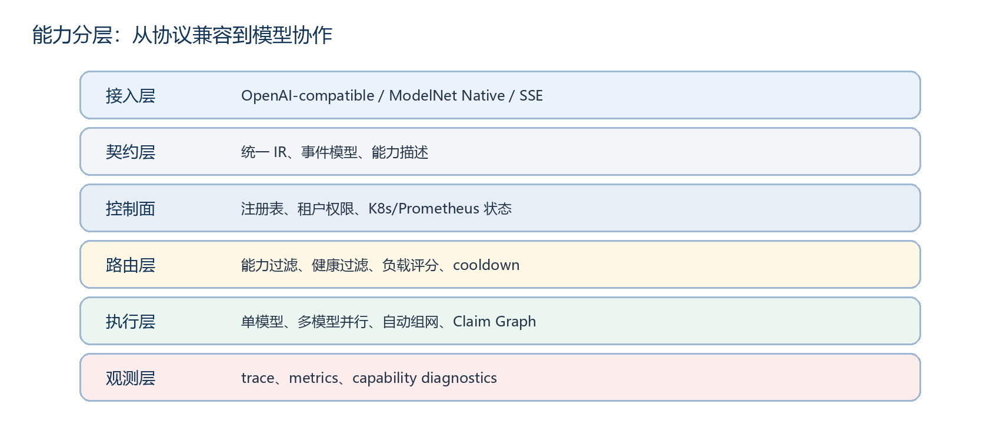 能力分层：从协议兼容到模型协作
接入层 OpenAI-compatible / ModelNet Native / SSE
契约层 统一 IR、事件模型、能力描述
控制面 注册表、租户权限、K8s/Prometheus 状态
路由层 能力过滤、健康过滤、负载评分、cooldown
执行层 单模型、多模型并行、自动组网、Claim Graph
观测层 trace、metrics、capability diagnostics